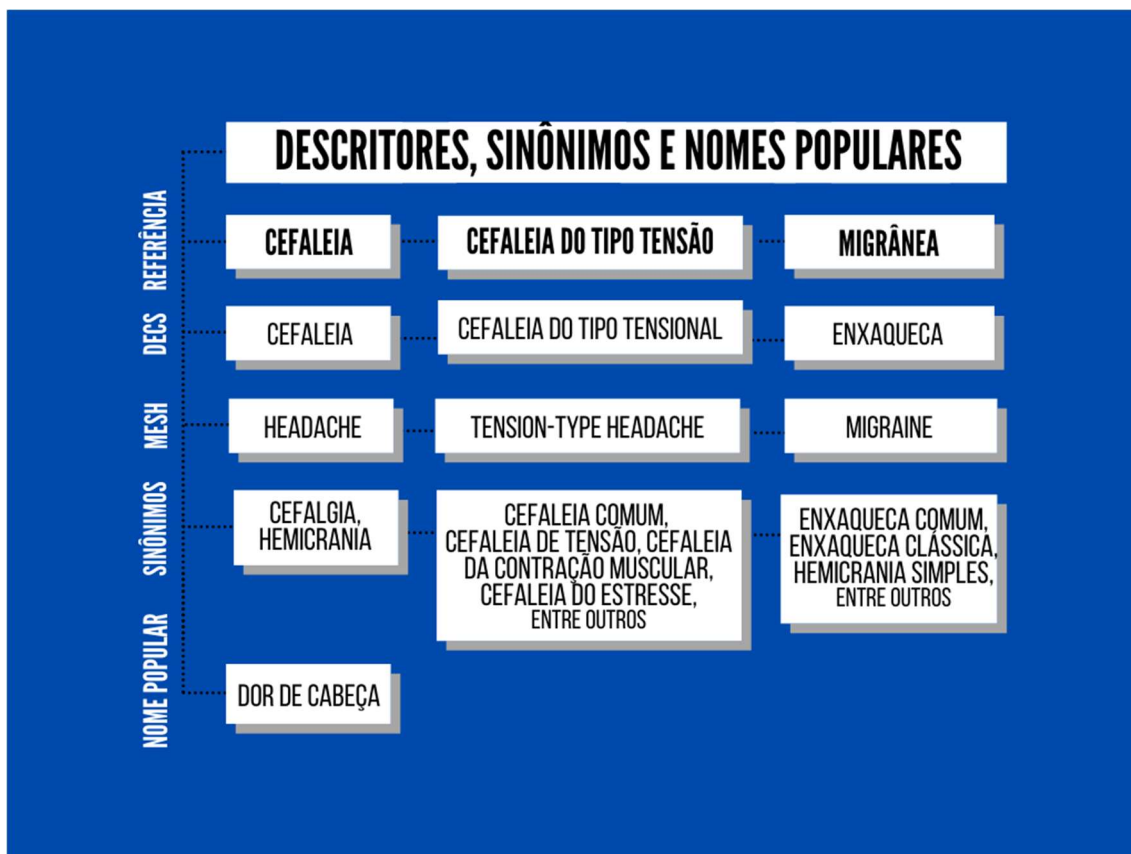 DESCRITORES, SINÔNIMOS E NOMES POPULARES
REFERÊNCIA
CEFALEIA
CEFALEIA DO TIPO TENSÃO
MIGRÂNEA
DECS
CEFALEIA
CEFALEIA DO TIPO TENSIONAL
ENXAQUECA
MESH
HEADACHE
TENSION-TYPE HEADACHE
MIGRAINE
SINÔNIMOS
CEFALGIA,
HEMICRANIA
CEFALEIA COMUM,
CEFALEIA DE TENSÃO, CEFALEIA
DA CONTRAÇÃO MUSCULAR,
CEFALEIA DO ESTRESSE,
ENTRE OUTROS
ENXAQUECA COMUM,
ENXAQUECA CLÁSSICA,
HEMICRANIA SIMPLES,
ENTRE OUTROS
NOME POPULAR
DOR DE CABEÇA